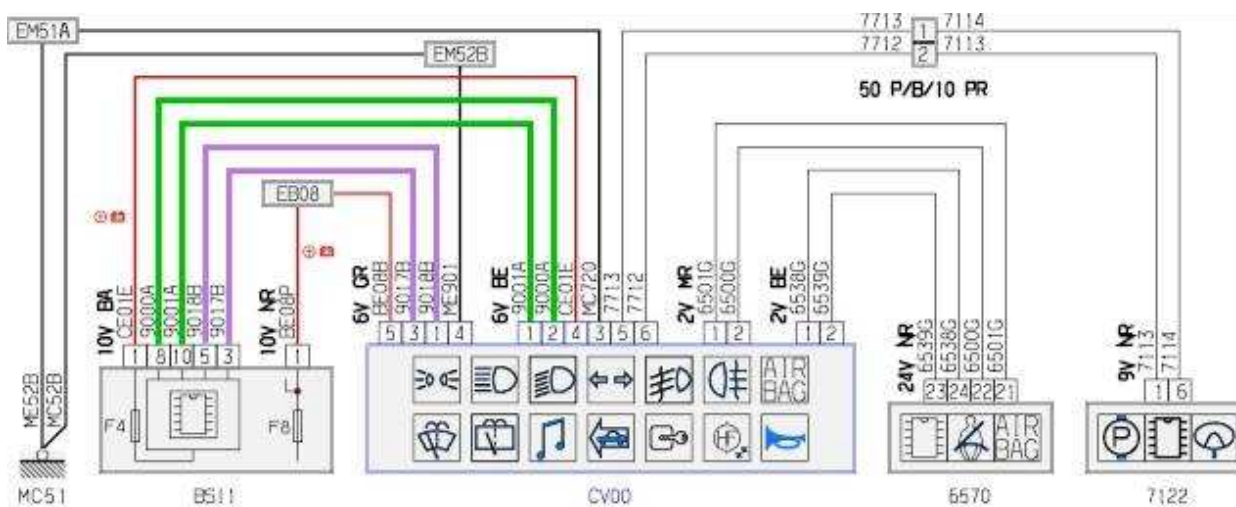 EM51A
EM52B
7713 1 7114
7712 2 7113
50 P/B/10 PR
EB08
10V BA
CE01E
9000A
9001A
9018B
9017B
10V NR
BE08P
6V GR
BE08B
9017B
9018B
ME901
6V BE
9001A
9000A
CE01E
MC720
7713
7712
2V MR
6501G
6500G
2V BE
6538G
6539G
24V NR
6539G
6538G
6500G
6501G
9V NR
7113
7114
ME52B
MC52B
1 8 10 5 3
1
5 3 1 4
1 2 4 3 5 6
1 2
1 2
23 24 22 21
1 6
F4
F8
AIR
BAG
HF
z
AIR
BAG
P
MC51
BSI1
CV00
6570
7122